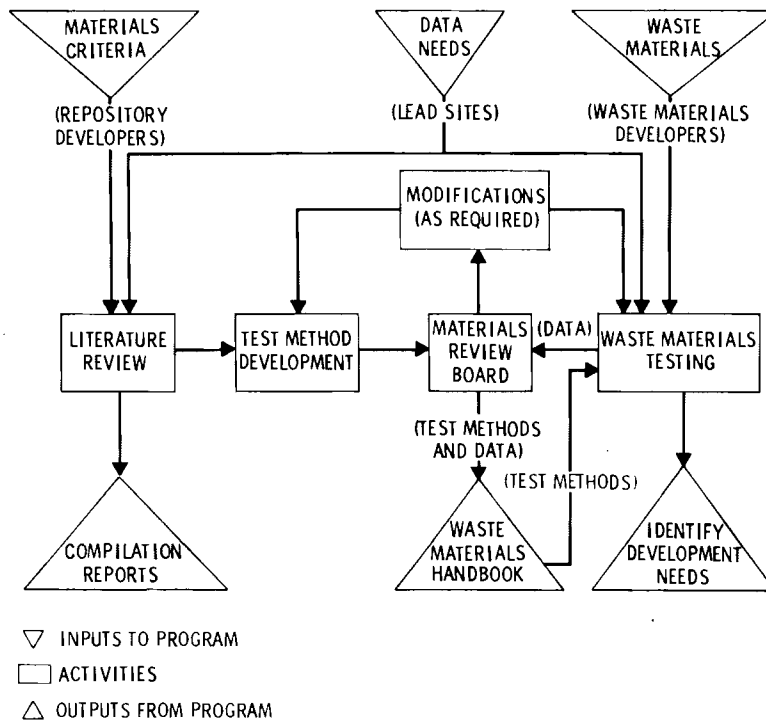 MATERIALS
CRITERIA
DATA
NEEDS
WASTE
MATERIALS
(REPOSITORY
DEVELOPERS)
(LEAD SITES)
(WASTE MATERIALS
DEVELOPERS)
MODIFICATIONS
(AS REQUIRED)
LITERATURE
REVIEW
TEST METHOD
DEVELOPMENT
MATERIALS
REVIEW
BOARD
(DATA)
WASTE MATERIALS
TESTING
(TEST METHODS
AND DATA)
(TEST METHODS)
COMPILATION
REPORTS
WASTE
MATERIALS
HANDBOOK
IDENTIFY
DEVELOPMENT
NEEDS
INPUTS TO PROGRAM
ACTIVITIES
OUTPUTS FROM PROGRAM